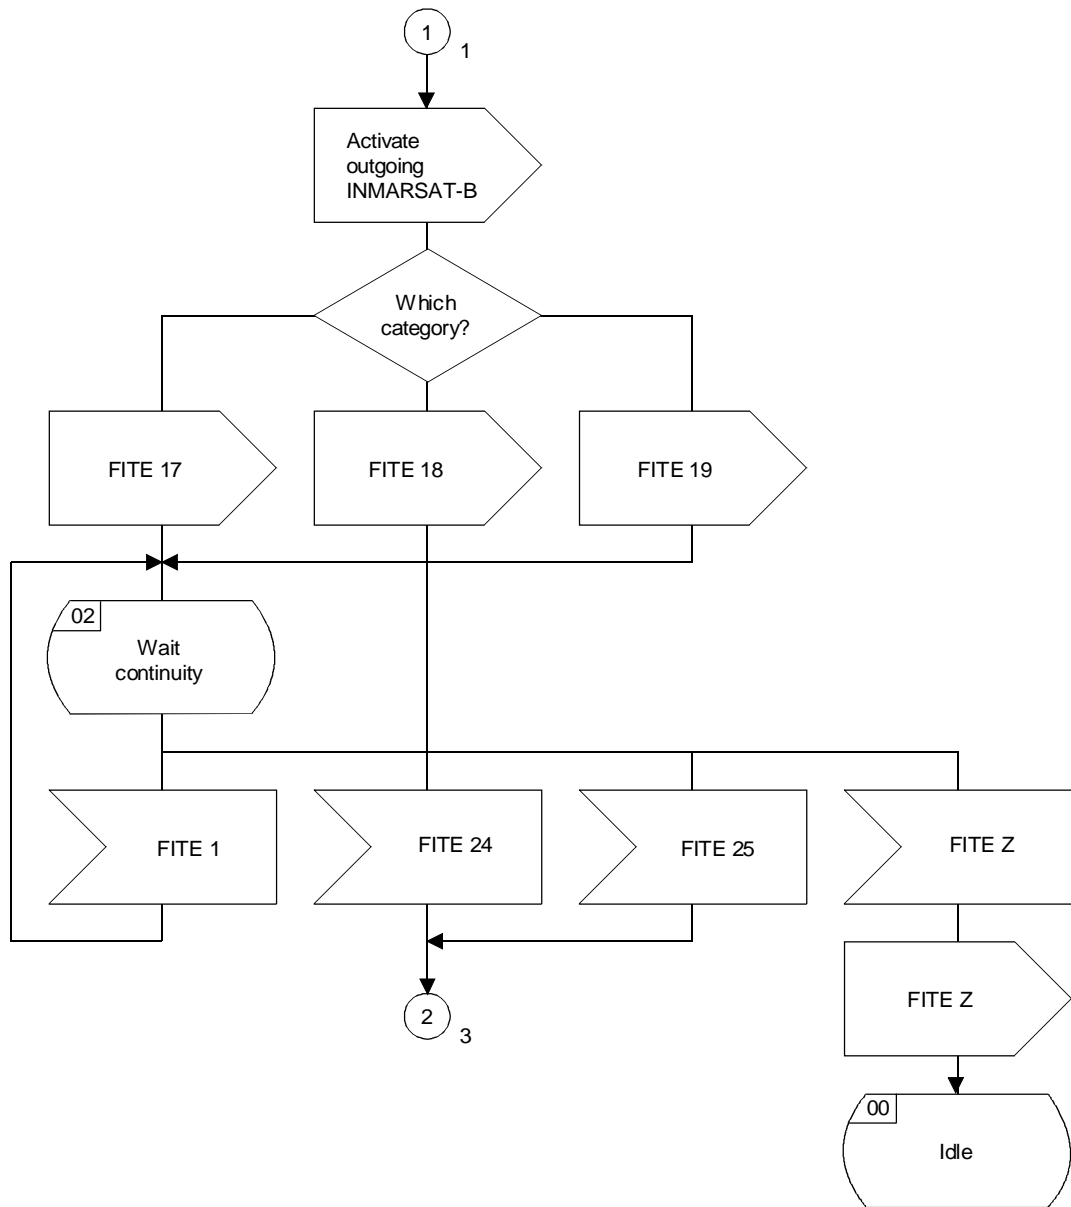 1
1
Activate
outgoing
INMARSAT-B
Which
category?
FITE 17
FITE 18
FITE 19
02
Wait
continuity
FITE 1
FITE 24
FITE 25
FITE Z
FITE Z
2
3
00
Idle